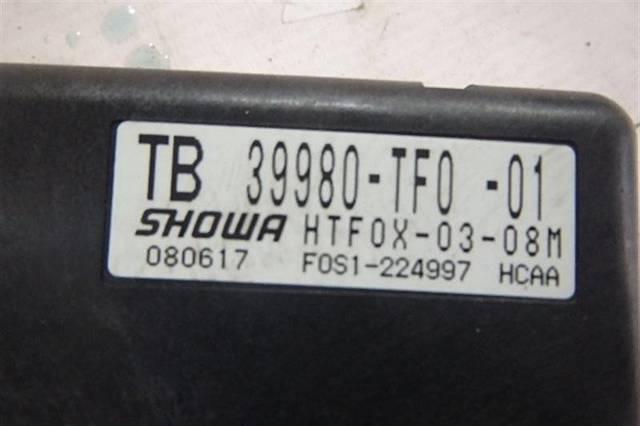 TB 39980-TF0 -01
SHOWA HTF0X-03-08M
080617 F0S1-224997 HCAA